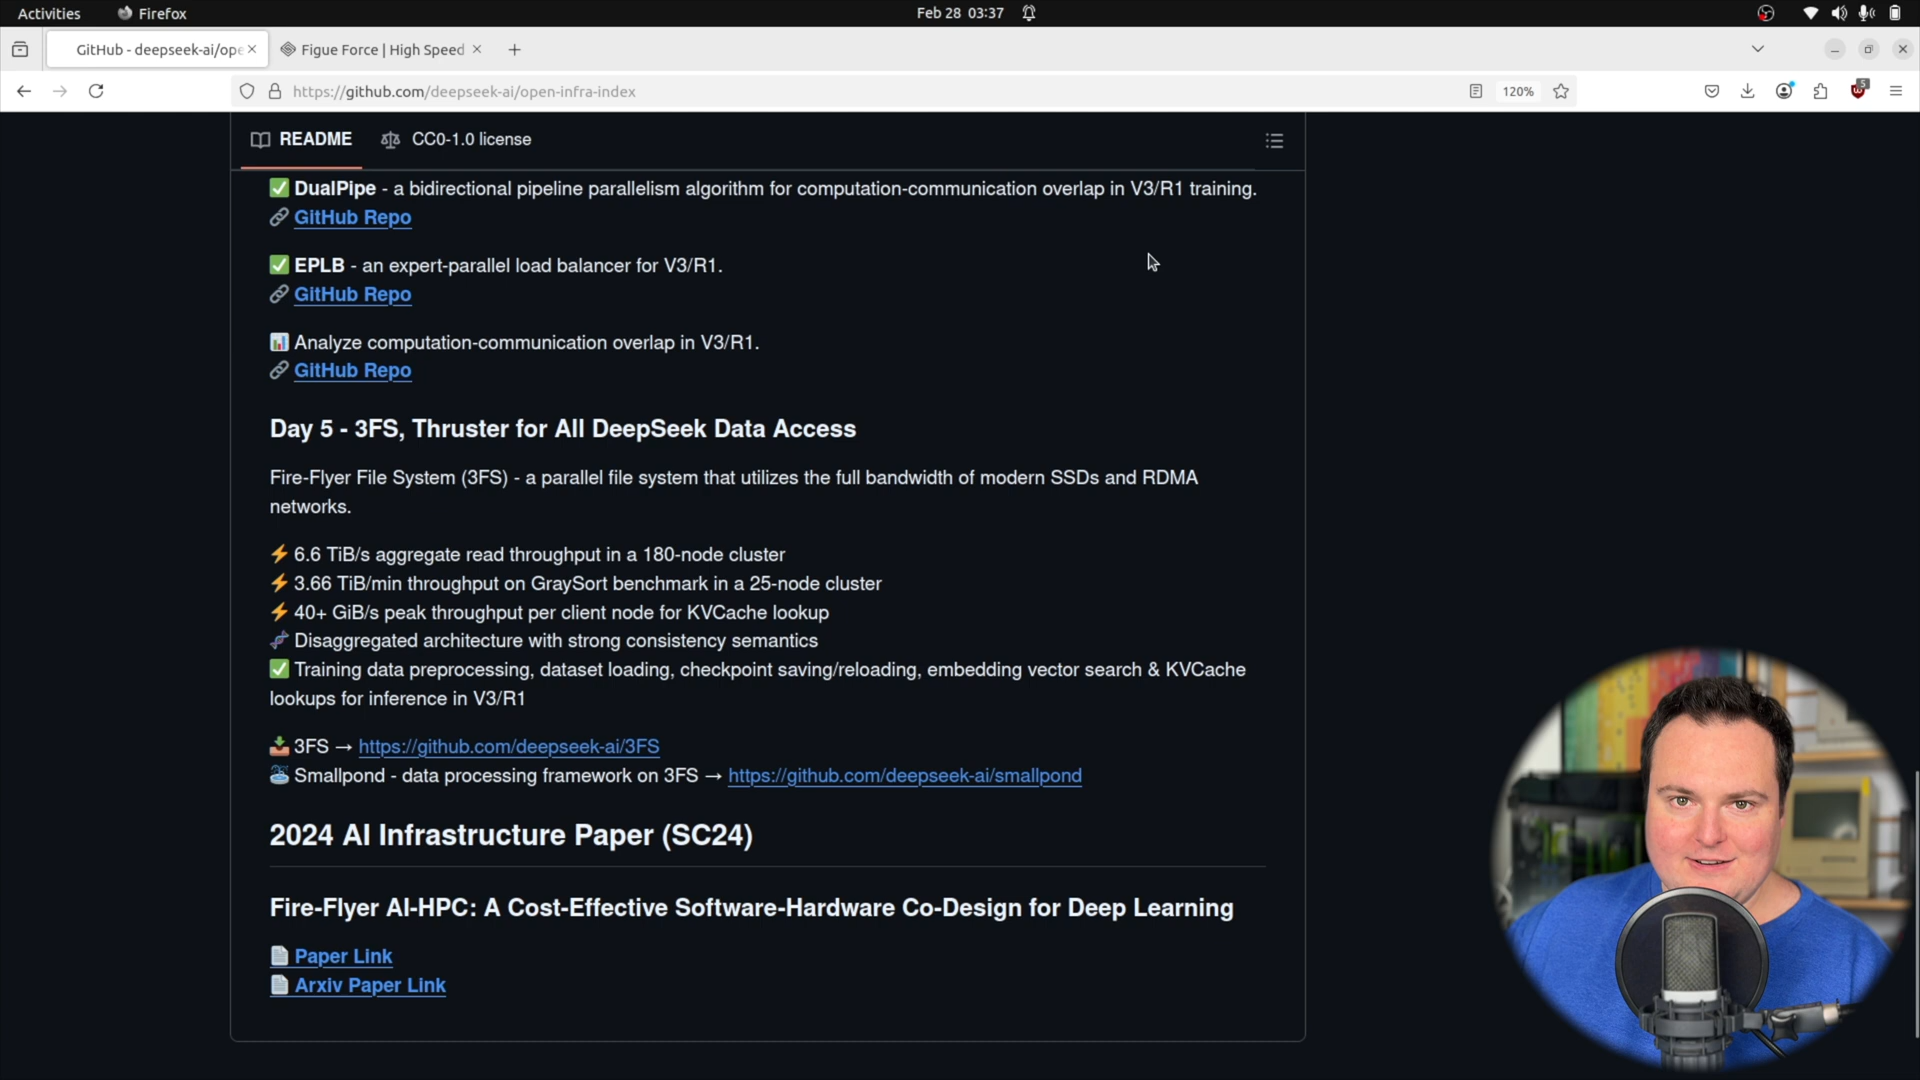 Activities Firefox Feb 28 03:37
GitHub - deepseek-ai/ope Figue Force | High Speed
https://github.com/deepseek-ai/open-infra-index 120% 5
README CC0-1.0 license
✅ DualPipe - a bidirectional pipeline parallelism algorithm for computation-communication overlap in V3/R1 training.
🔗 GitHub Repo
✅ EPLB - an expert-parallel load balancer for V3/R1.
🔗 GitHub Repo
📊 Analyze computation-communication overlap in V3/R1.
🔗 GitHub Repo
Day 5 - 3FS, Thruster for All DeepSeek Data Access
Fire-Flyer File System (3FS) - a parallel file system that utilizes the full bandwidth of modern SSDs and RDMA
networks.
⚡ 6.6 TiB/s aggregate read throughput in a 180-node cluster
⚡ 3.66 TiB/min throughput on GraySort benchmark in a 25-node cluster
⚡ 40+ GiB/s peak throughput per client node for KVCache lookup
🧬 Disaggregated architecture with strong consistency semantics
✅ Training data preprocessing, dataset loading, checkpoint saving/reloading, embedding vector search & KVCache
lookups for inference in V3/R1
📥 3FS → https://github.com/deepseek-ai/3FS
⛲ Smallpond - data processing framework on 3FS → https://github.com/deepseek-ai/smallpond
2024 AI Infrastructure Paper (SC24)
Fire-Flyer AI-HPC: A Cost-Effective Software-Hardware Co-Design for Deep Learning
📄 Paper Link
📄 Arxiv Paper Link